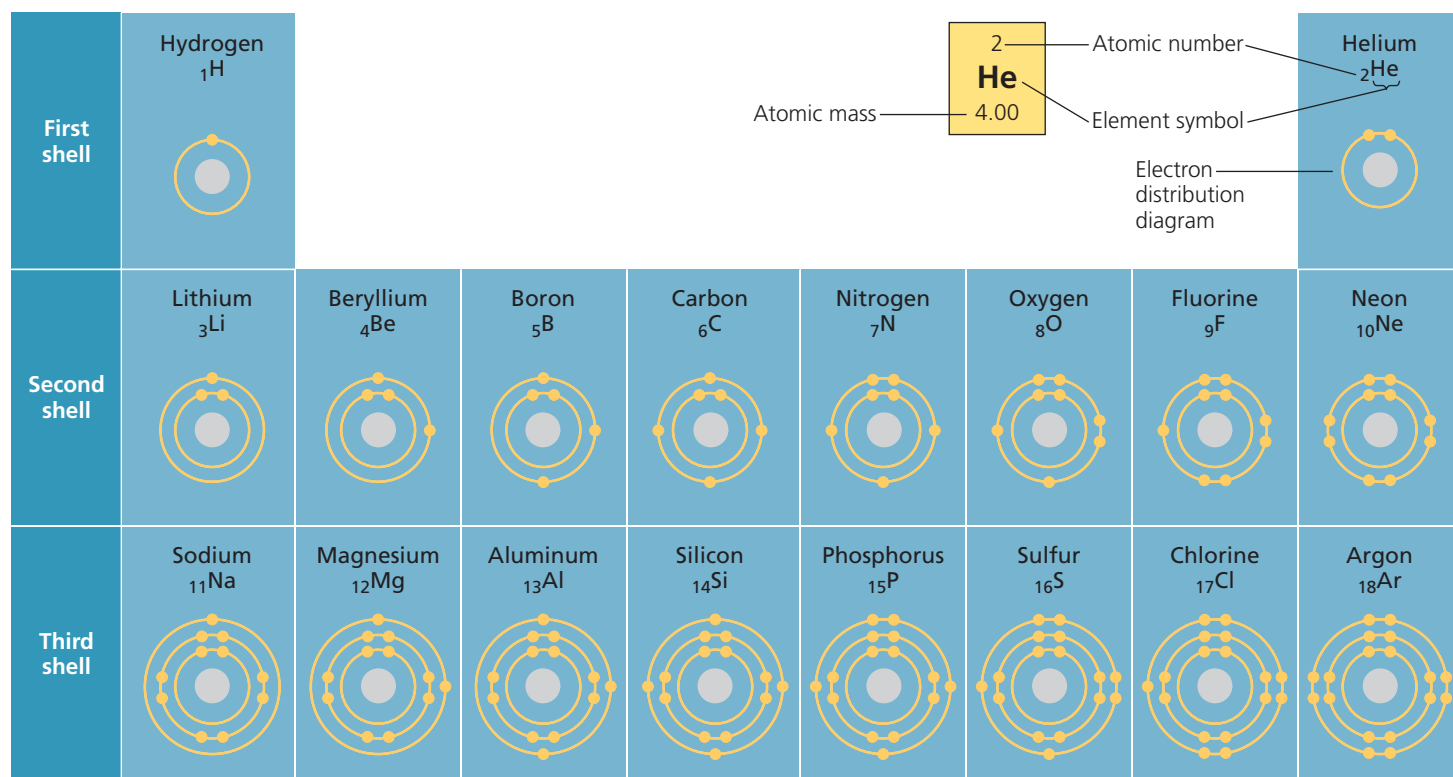 First
shell
Hydrogen
₁H
2
He
4.00
Atomic number
Atomic mass
Element symbol
Electron
distribution
diagram
Helium
₂He
Second
shell
Lithium
₃Li
Beryllium
₄Be
Boron
₅B
Carbon
₆C
Nitrogen
₇N
Oxygen
₈O
Fluorine
₉F
Neon
₁₀Ne
Third
shell
Sodium
₁₁Na
Magnesium
₁₂Mg
Aluminum
₁₃Al
Silicon
₁₄Si
Phosphorus
₁₅P
Sulfur
₁₆S
Chlorine
₁₇Cl
Argon
₁₈Ar